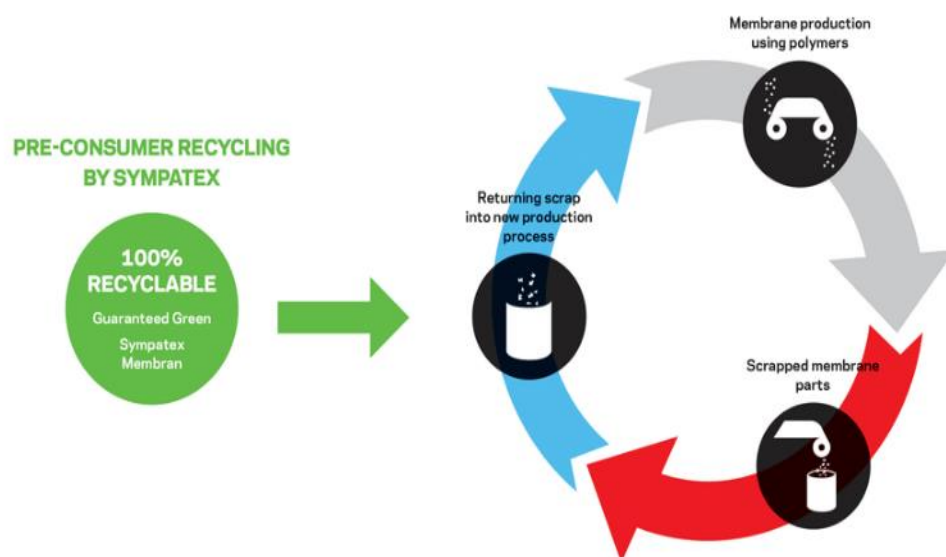 PRE-CONSUMER RECYCLING
BY SYMPATEX
100%
RECYCLABLE
Guaranteed Green
Sympatex
Membran
Membrane production
using polymers
Returning scrap
into new production
process
Scrapped membrane
parts